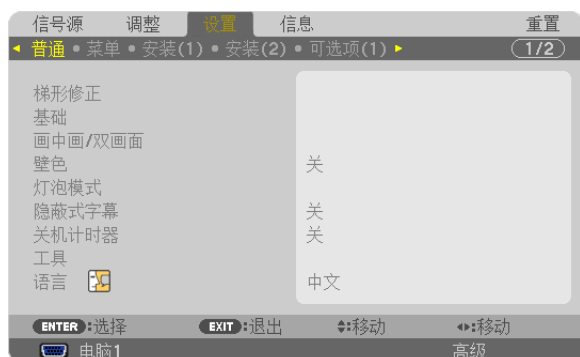 信号源 调整 设置 信息 重置
普通 • 菜单 • 安装(1) • 安装(2) • 可选项(1) 1/2
梯形修正
基础
画中画/双画面
壁色 关
灯泡模式
隐蔽式字幕 关
关机计时器 关
工具
语言 中文
ENTER:选择 EXIT:退出 :移动 :移动
电脑1 高级